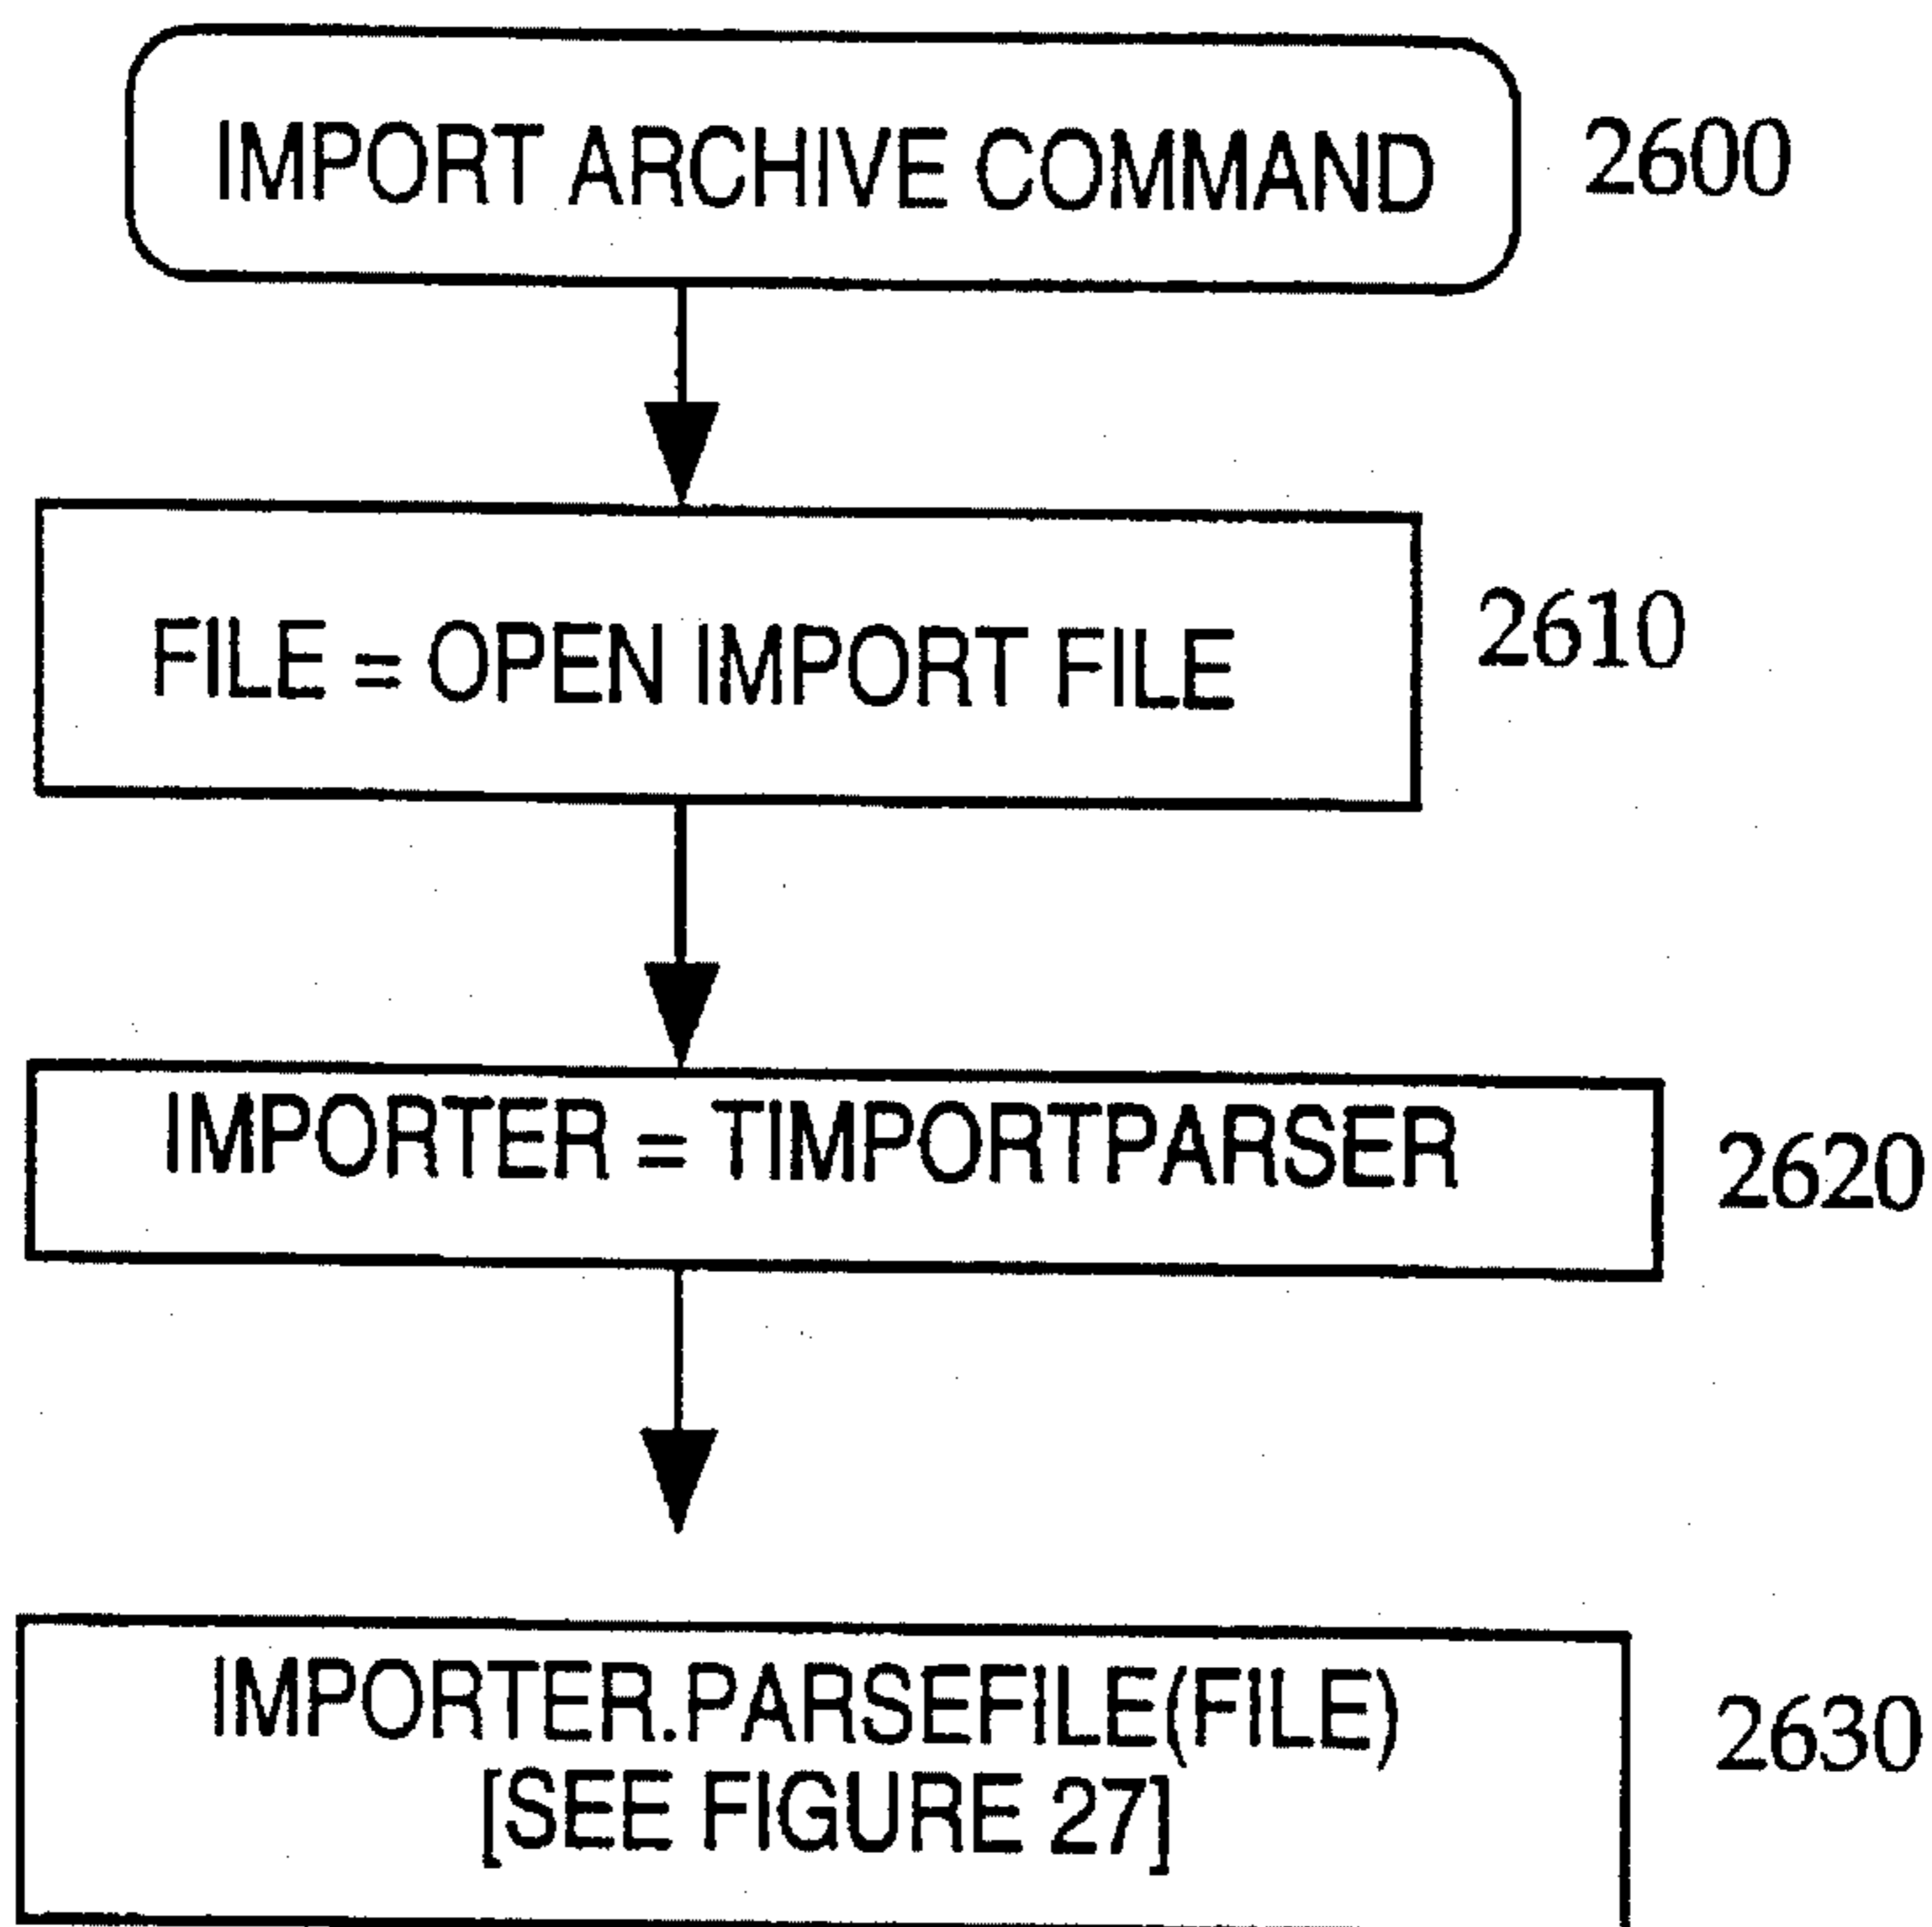 IMPORT ARCHIVE COMMAND 2600
FILE = OPEN IMPORT FILE 2610
IMPORTER = TIMPORTPARSER 2620
IMPORTER.PARSEFILE(FILE) 2630
[SEE FIGURE 27]